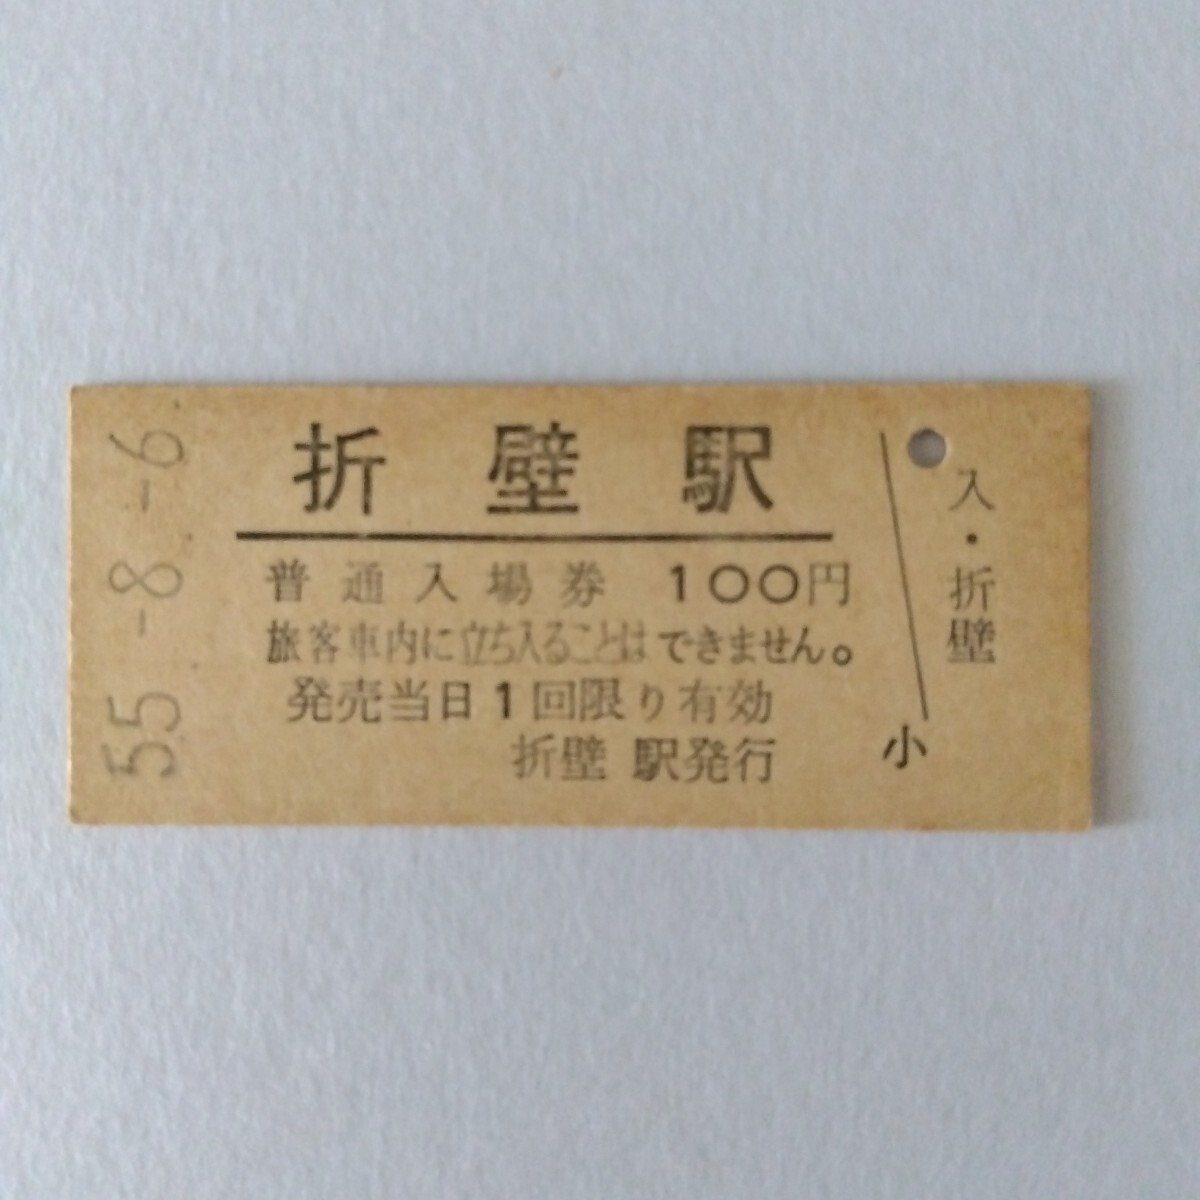 折壁駅
普通入場券 100円
旅客車内に立ち入ることはできません。
発売当日1回限り有効
折壁 駅発行
入・折壁
小
55.-8.-6